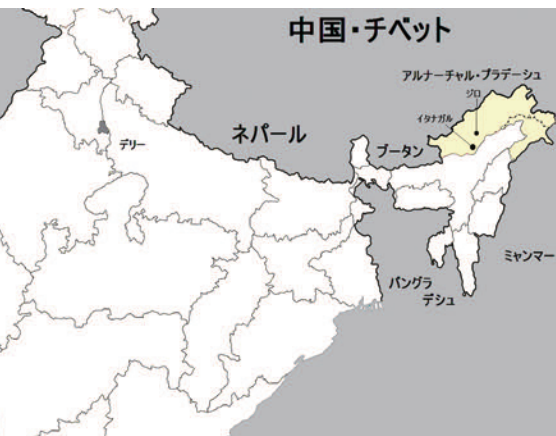 中国・チベット
アルナーチャル・プラデーシュ
ジロ
イタナガル
ネパール
ブータン
デリー
ミャンマー
バングラ
デシュ